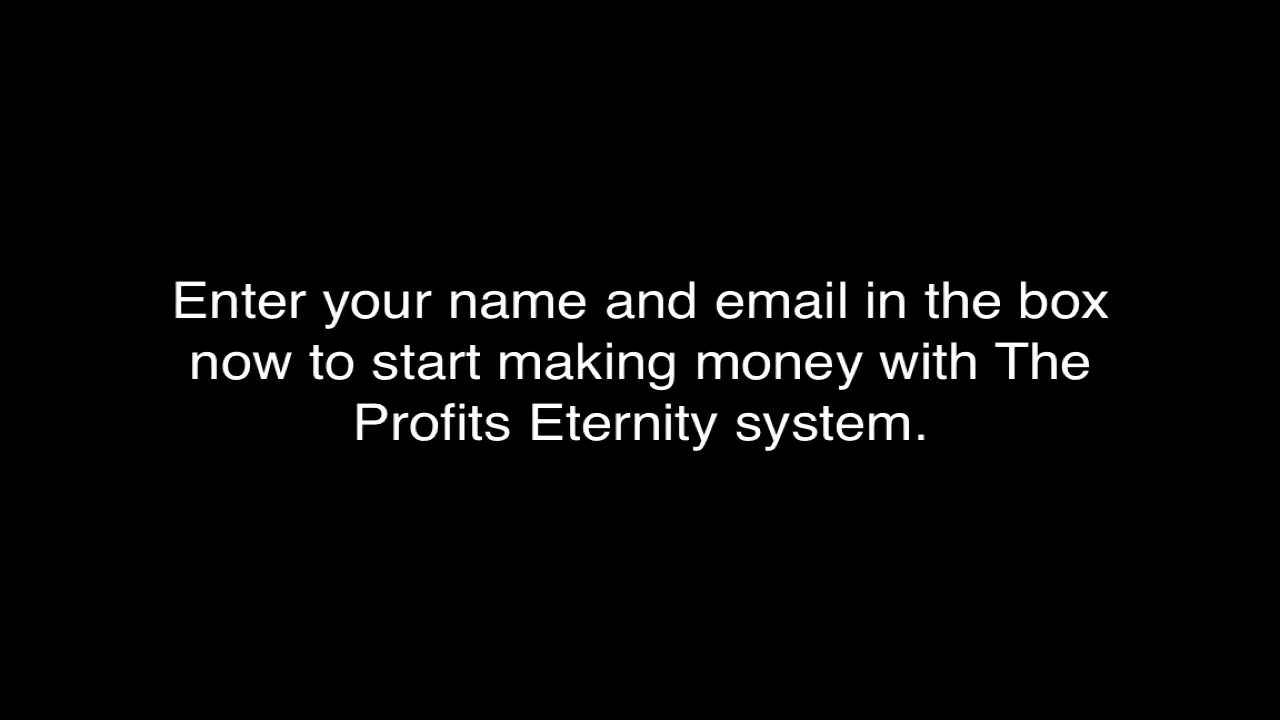 Enter your name and email in the box
now to start making money with The
Profits Eternity system.